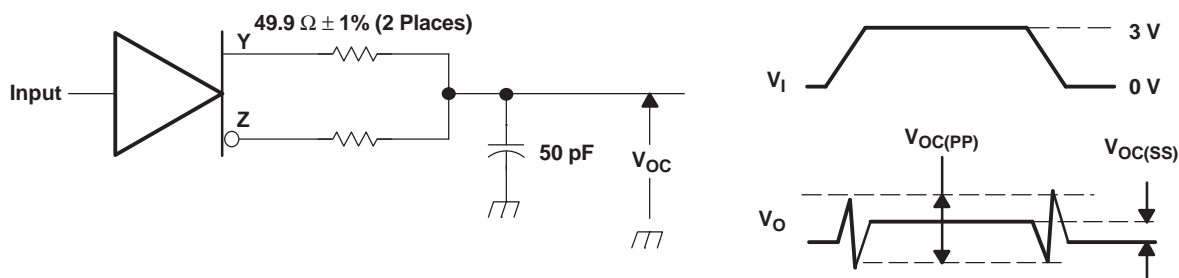 49.9 Ω ± 1% (2 Places)
Y
Input
Z
50 pF
VOC
VI
3 V
0 V
VOC(PP)
VOC(SS)
VO